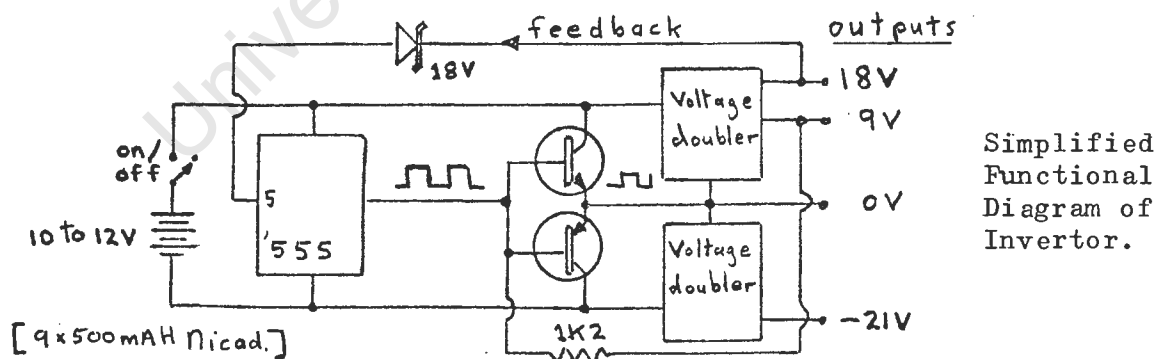 Unive
feedback
outputs
18V
18V
9V
0V
-21V
Voltage
doubler
Voltage
doubler
on/
off
10 to 12V
5
'555
[9x500mAH Nicad.]
1K2
Simplified
Functional
Diagram of
Invertor.